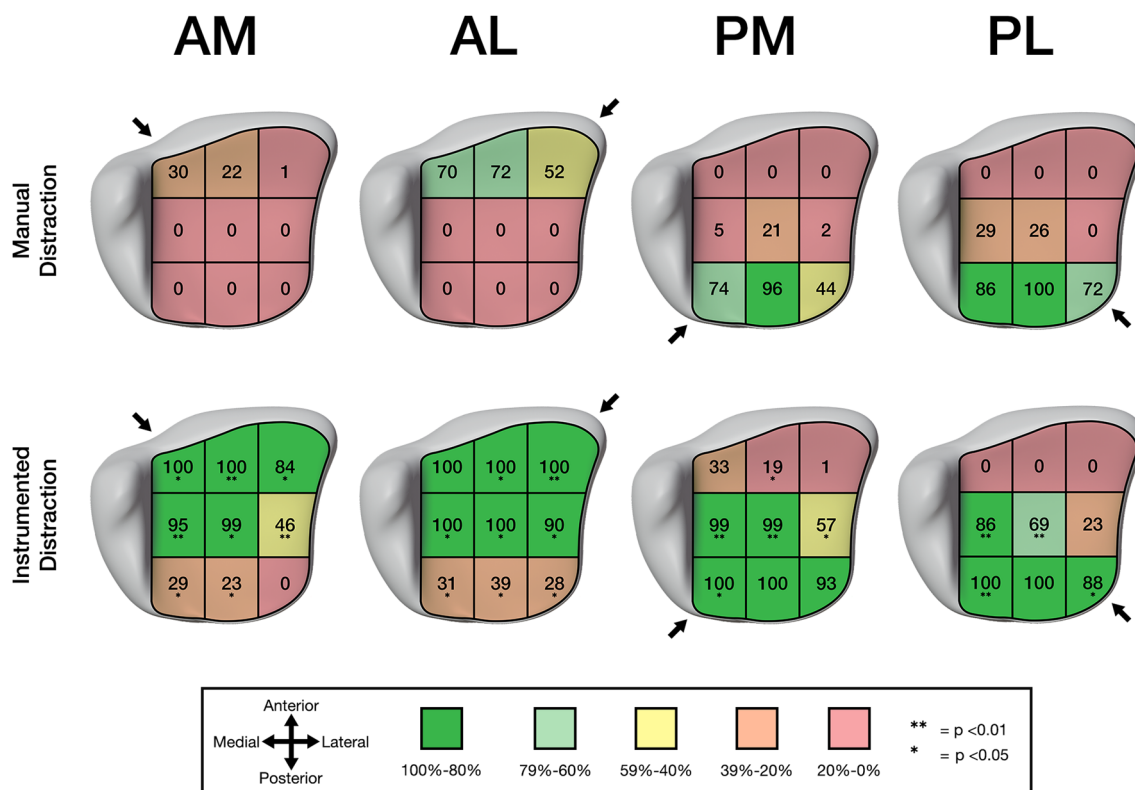 AM AL PM PL
Manual
Distraction
30 22 1 70 72 52 0 0 0 0 0 0
0 0 0 0 0 0 5 21 2 29 26 0
0 0 0 0 0 0 74 96 44 86 100 72
Instrumented
Distraction
100 100 84 100 100 100 33 19 1 0 0 0
* ** * * ** *
95 99 46 100 100 90 99 99 57 86 69 23
** * ** * * * ** ** * ** **
29 23 0 31 39 28 100 100 93 100 100 88
* * * * * * ** *
Anterior
Medial Lateral
Posterior
100%-80% 79%-60% 59%-40% 39%-20% 20%-0%
** = p <0.01
* = p <0.05